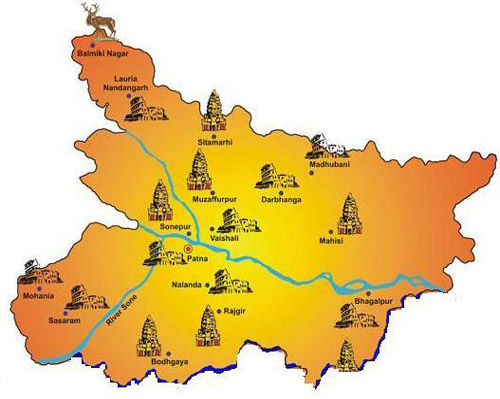 Balmiki Nagar
Lauria
Nandangarh
Sitamarhi
Madhubani
Muzaffurpur
Darbhanga
Sonepur
Vaishali
Mahisi
Patna
Nalanda
Mohania
Bhagalpur
Sasaram
River Sone
Rajgir
Bodhgaya